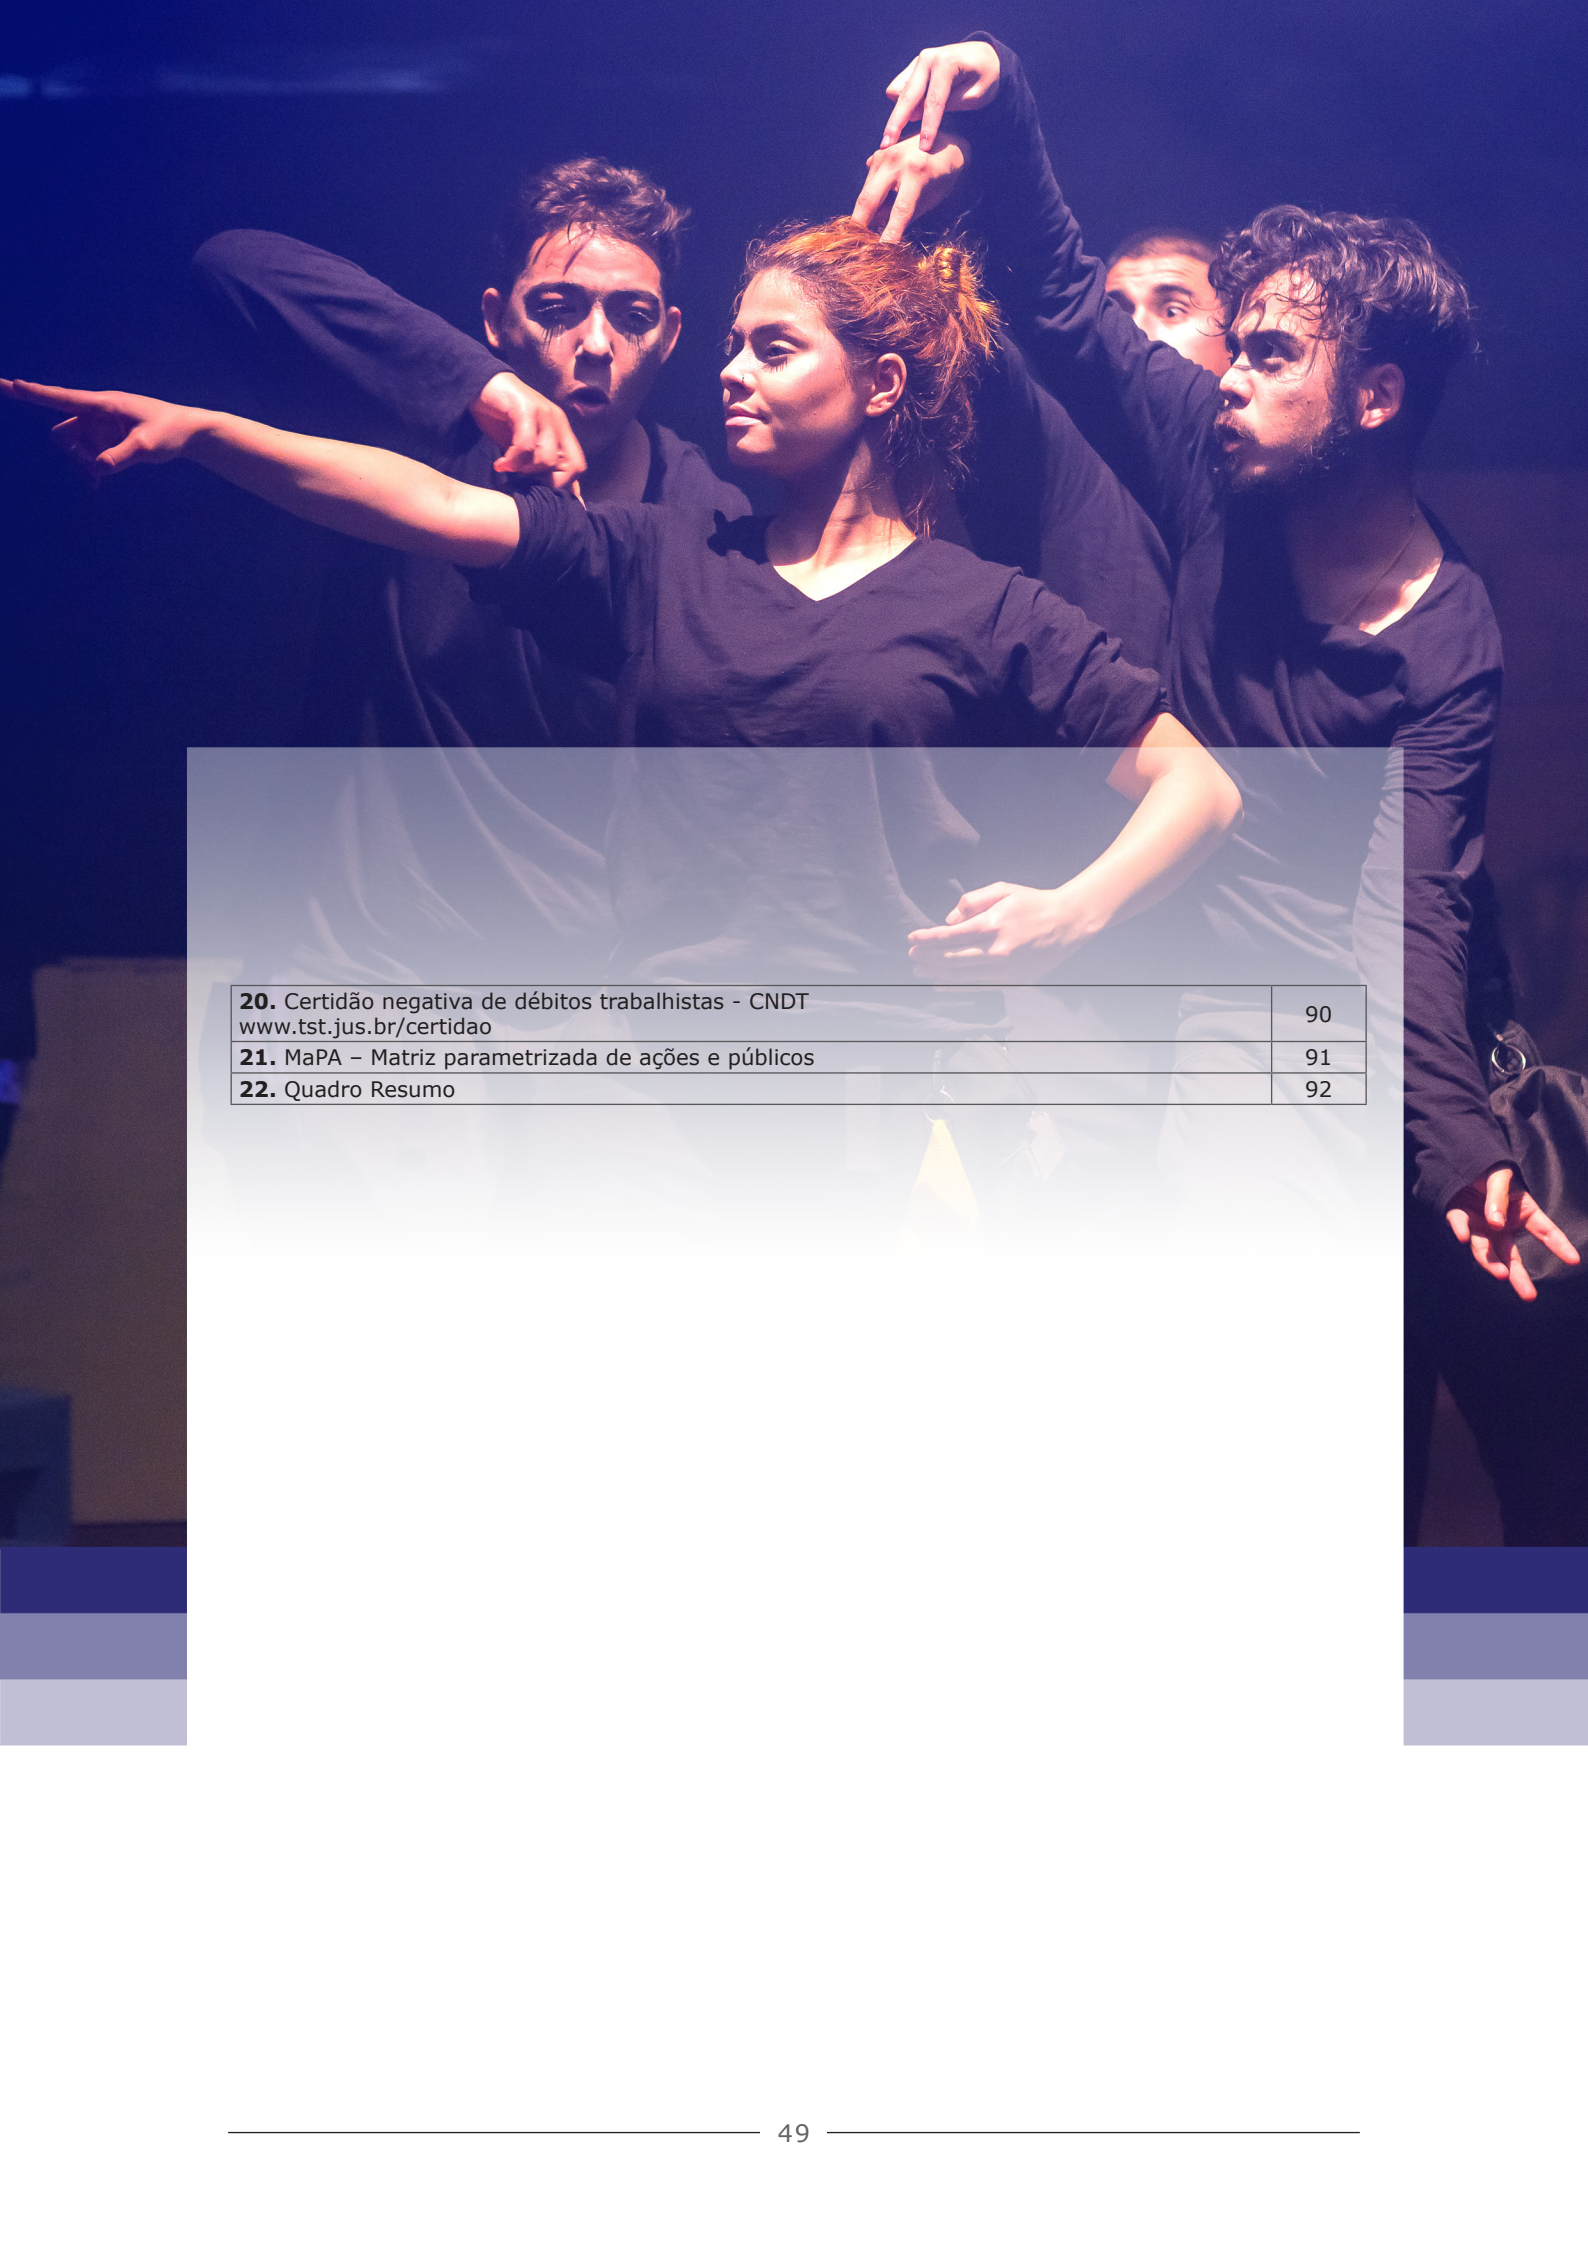 20. Certidão negativa de débitos trabalhistas - CNDT
www.tst.jus.br/certidao
90
21. MaPA – Matriz parametrizada de ações e públicos 91
22. Quadro Resumo 92
49